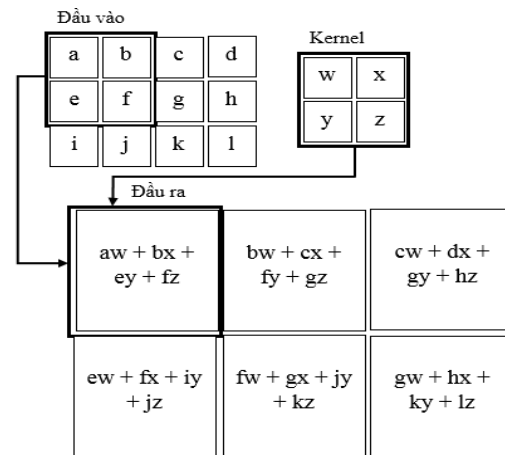 Đầu vào
Kernel
a b c d
e f g h
i j k l
w x
y z
Đầu ra
aw + bx +
ey + fz
bw + cx +
fy + gz
cw + dx +
gy + hz
ew + fx + iy
+ jz
fw + gx + jy
+ kz
gw + hx +
ky + lz